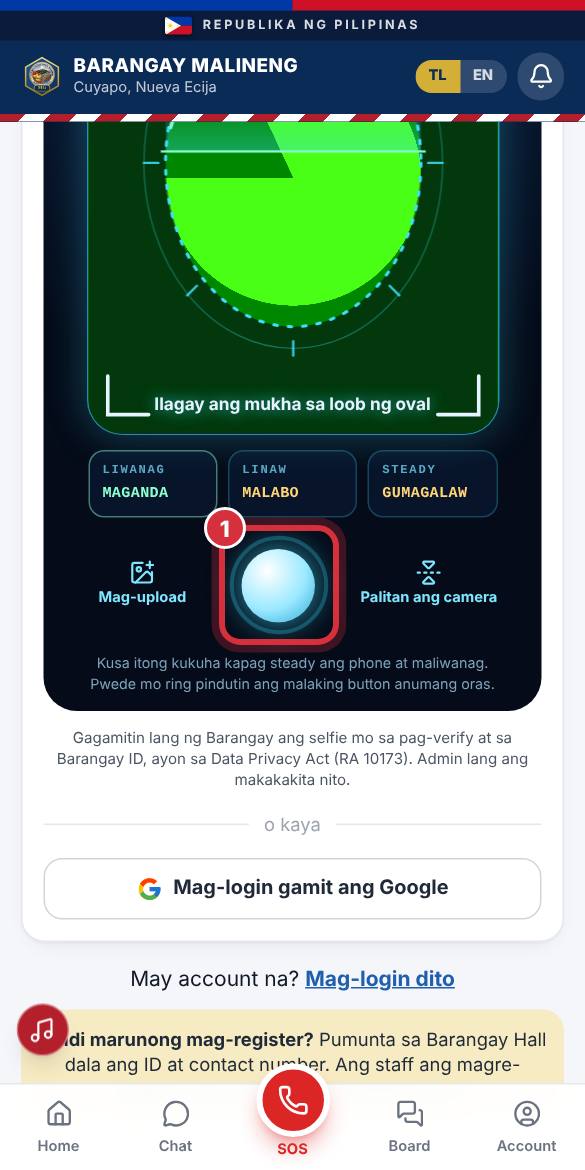 REPUBLIKA NG PILIPINAS
BARANGAY MALINENG
Cuyapo, Nueva Ecija
TL
EN
Ilagay ang mukha sa loob ng oval
LIWANAG
MAGANDA
LINAW
MALABO
STEADY
GUMAGALAW
1
Mag-upload
Palitan ang camera
Kusa itong kukuha kapag steady ang phone at maliwanag.
Pwede mo ring pindutin ang malaking button anumang oras.
Gagamitin lang ng Barangay ang selfie mo sa pag-verify at sa
Barangay ID, ayon sa Data Privacy Act (RA 10173). Admin lang ang
makakakita nito.
o kaya
Mag-login gamit ang Google
May account na? Mag-login dito
di marunong mag-register? Pumunta sa Barangay Hall
dala ang ID at contact number. Ang staff ang magre-
Home
Chat
SOS
Board
Account